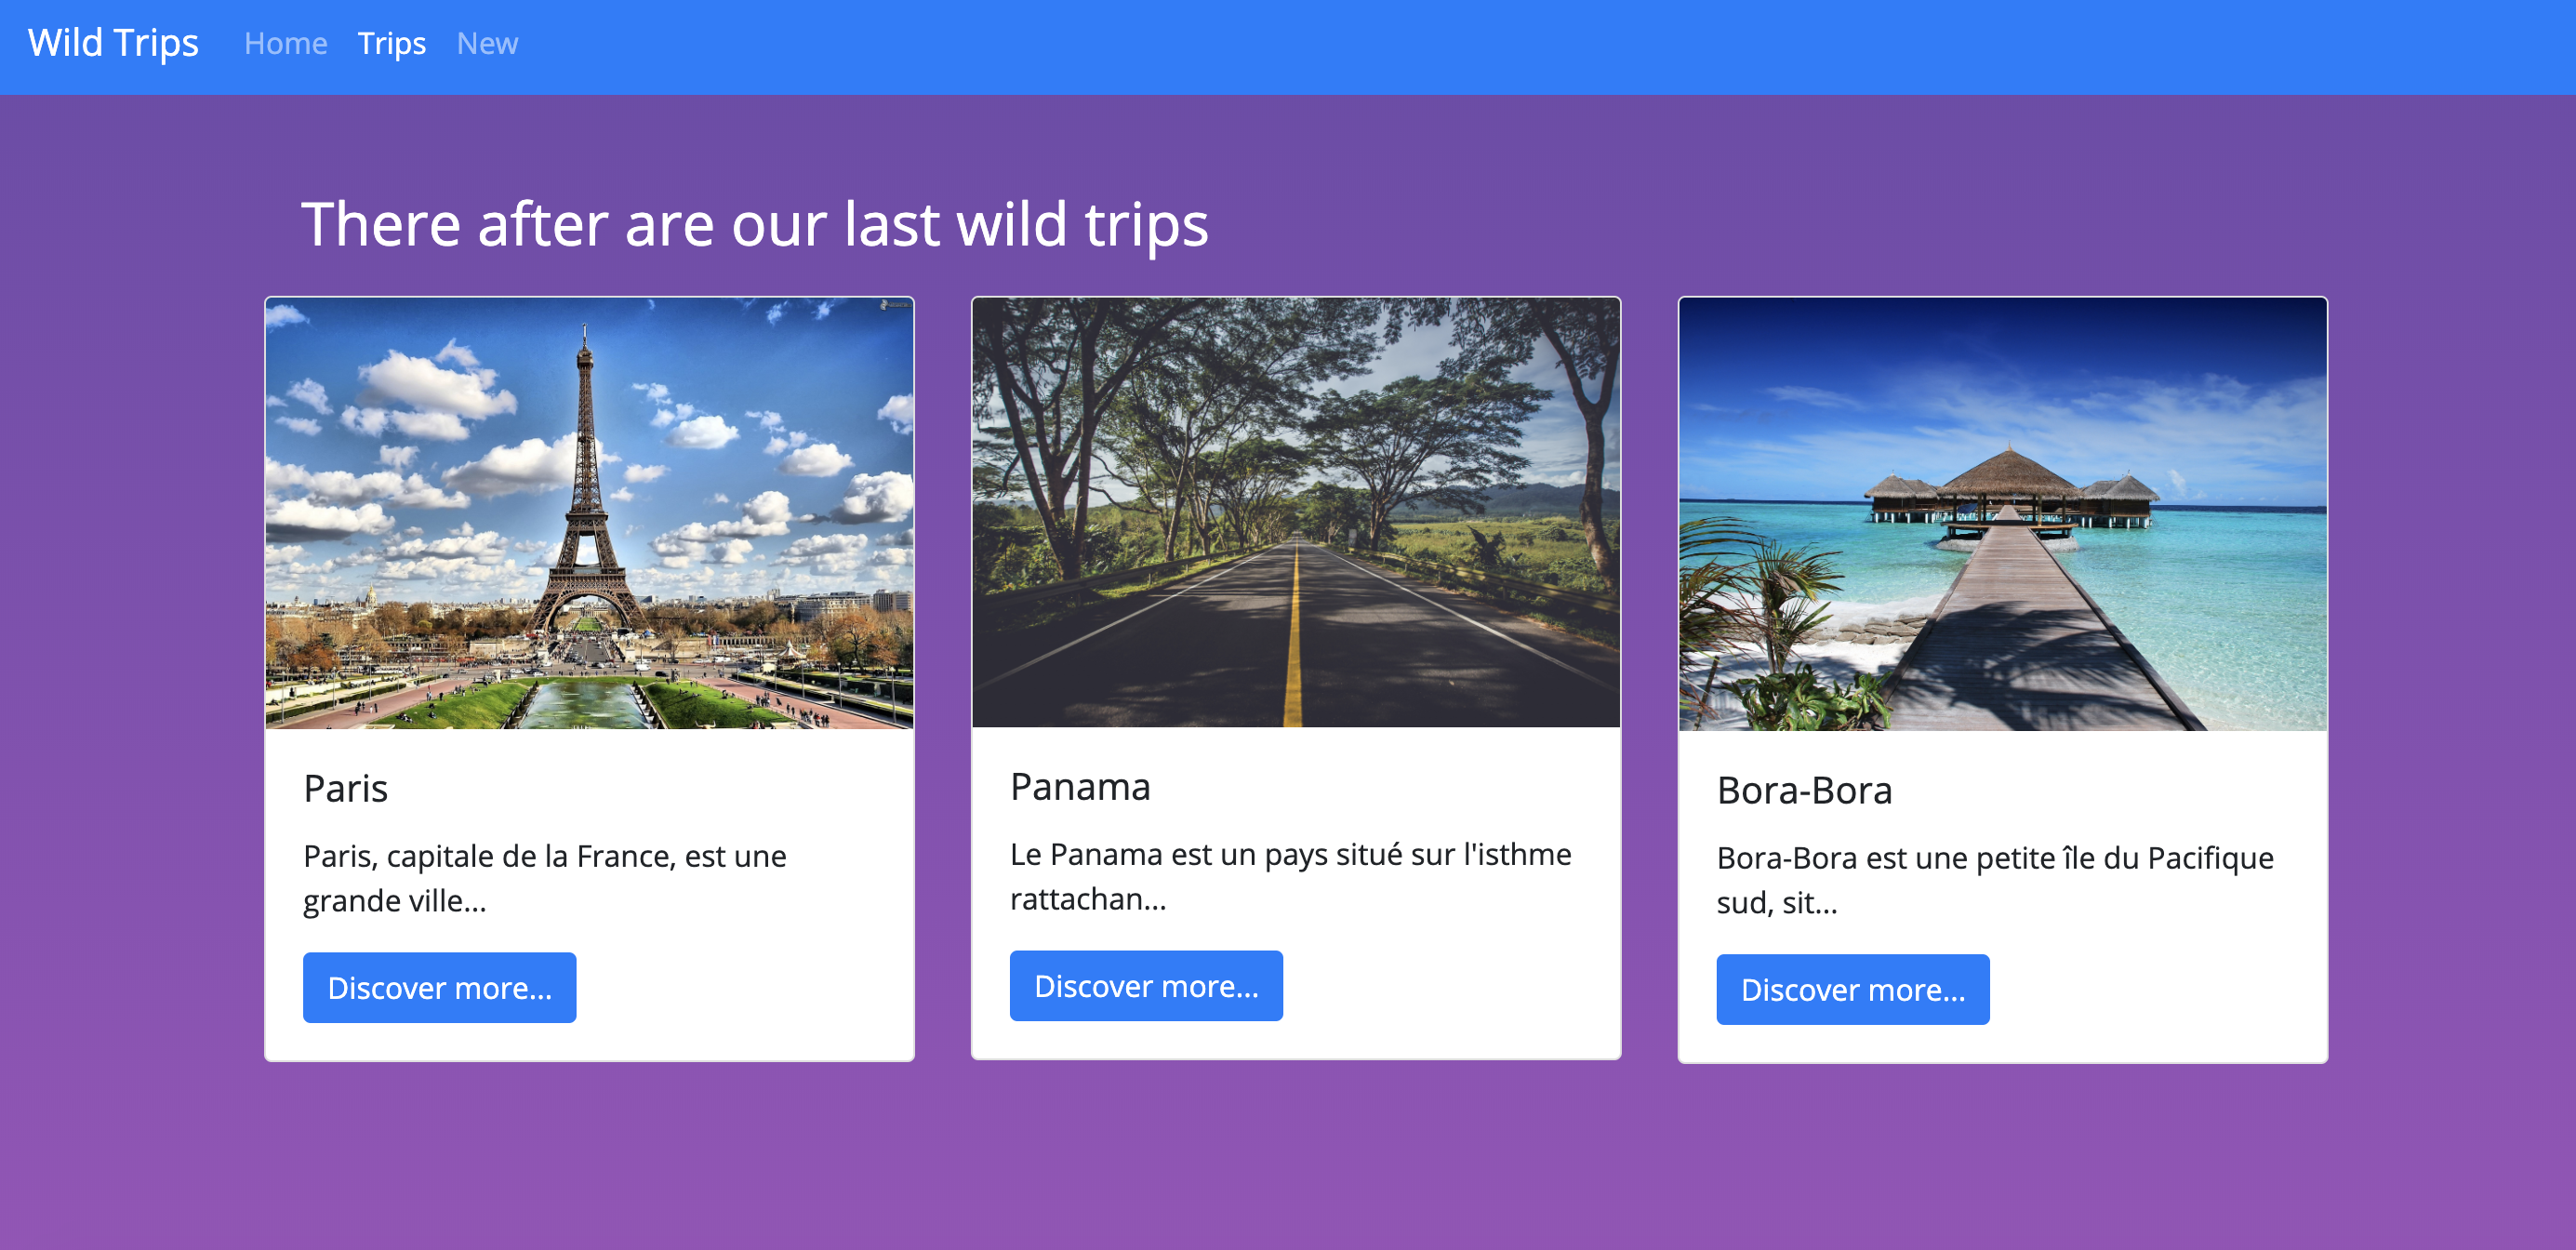 Wild Trips Home Trips New
There after are our last wild trips
Paris
Paris, capitale de la France, est une
grande ville...
Discover more...
Panama
Le Panama est un pays situé sur l'isthme
rattachan...
Discover more...
Bora-Bora
Bora-Bora est une petite île du Pacifique
sud, sit...
Discover more...